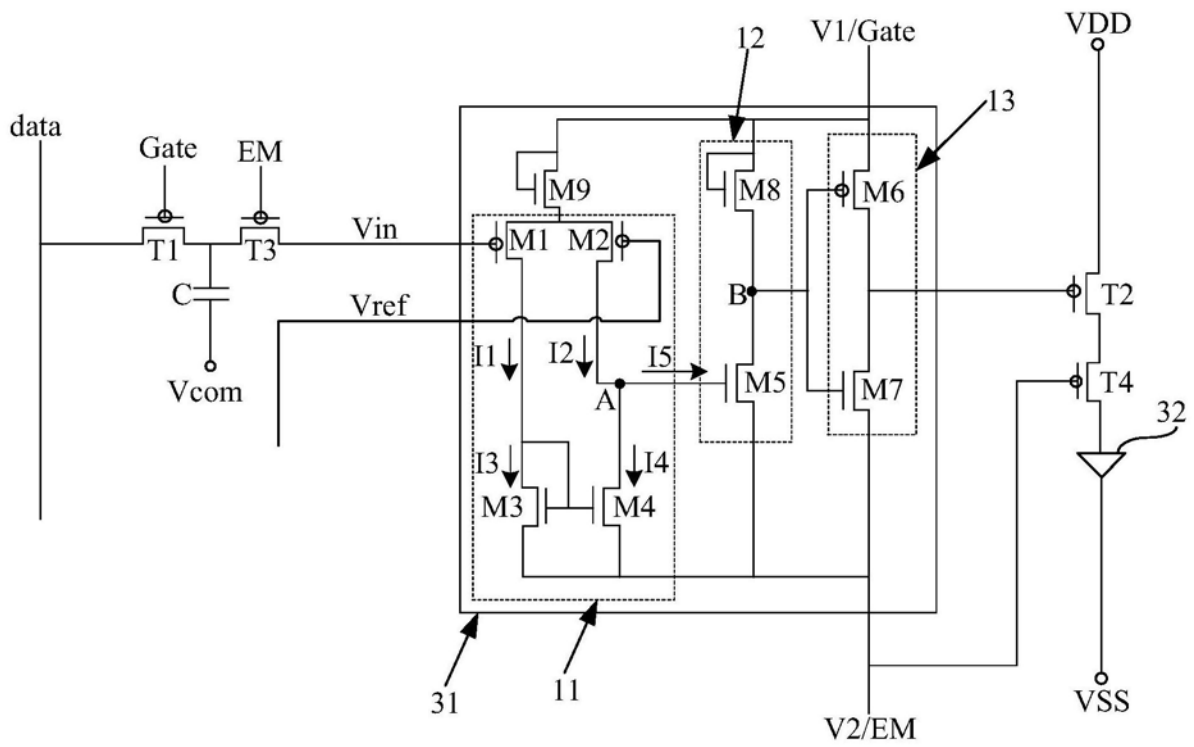 12
V1/Gate
VDD
13
data
Gate
EM
M9
M8
M6
T1
T3
Vin
M1
M2
C
B
T2
Vref
Vcom
I1
I2
I5
A
M5
M7
T4
32
I3
I4
M3
M4
31
11
VSS
V2/EM